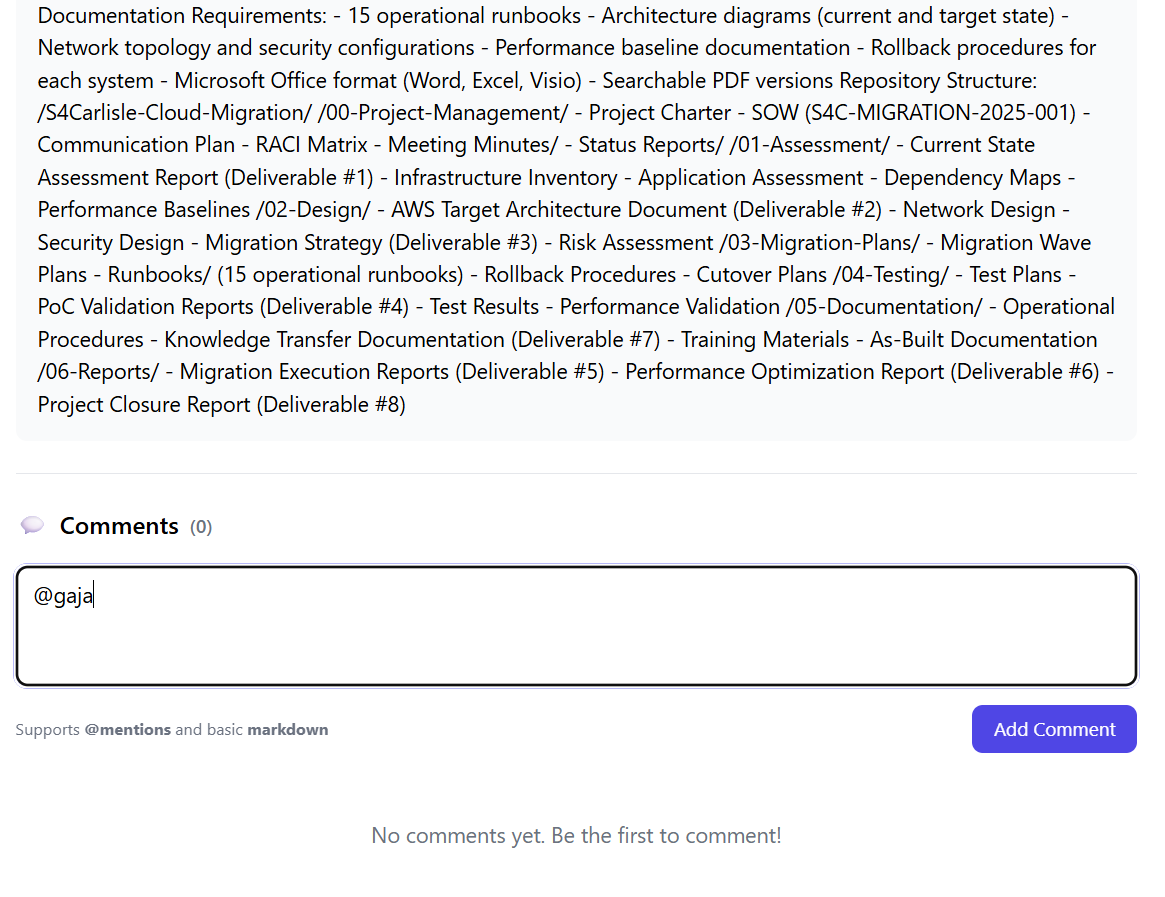 Documentation Requirements: - 15 operational runbooks - Architecture diagrams (current and target state) -
Network topology and security configurations - Performance baseline documentation - Rollback procedures for
each system - Microsoft Office format (Word, Excel, Visio) - Searchable PDF versions Repository Structure:
/S4Carlisle-Cloud-Migration/ /00-Project-Management/ - Project Charter - SOW (S4C-MIGRATION-2025-001) -
Communication Plan - RACI Matrix - Meeting Minutes/ - Status Reports/ /01-Assessment/ - Current State
Assessment Report (Deliverable #1) - Infrastructure Inventory - Application Assessment - Dependency Maps -
Performance Baselines /02-Design/ - AWS Target Architecture Document (Deliverable #2) - Network Design -
Security Design - Migration Strategy (Deliverable #3) - Risk Assessment /03-Migration-Plans/ - Migration Wave
Plans - Runbooks/ (15 operational runbooks) - Rollback Procedures - Cutover Plans /04-Testing/ - Test Plans -
PoC Validation Reports (Deliverable #4) - Test Results - Performance Validation /05-Documentation/ - Operational
Procedures - Knowledge Transfer Documentation (Deliverable #7) - Training Materials - As-Built Documentation
/06-Reports/ - Migration Execution Reports (Deliverable #5) - Performance Optimization Report (Deliverable #6) -
Project Closure Report (Deliverable #8)
Comments (0)
@gaja
Supports @mentions and basic markdown
Add Comment
No comments yet. Be the first to comment!